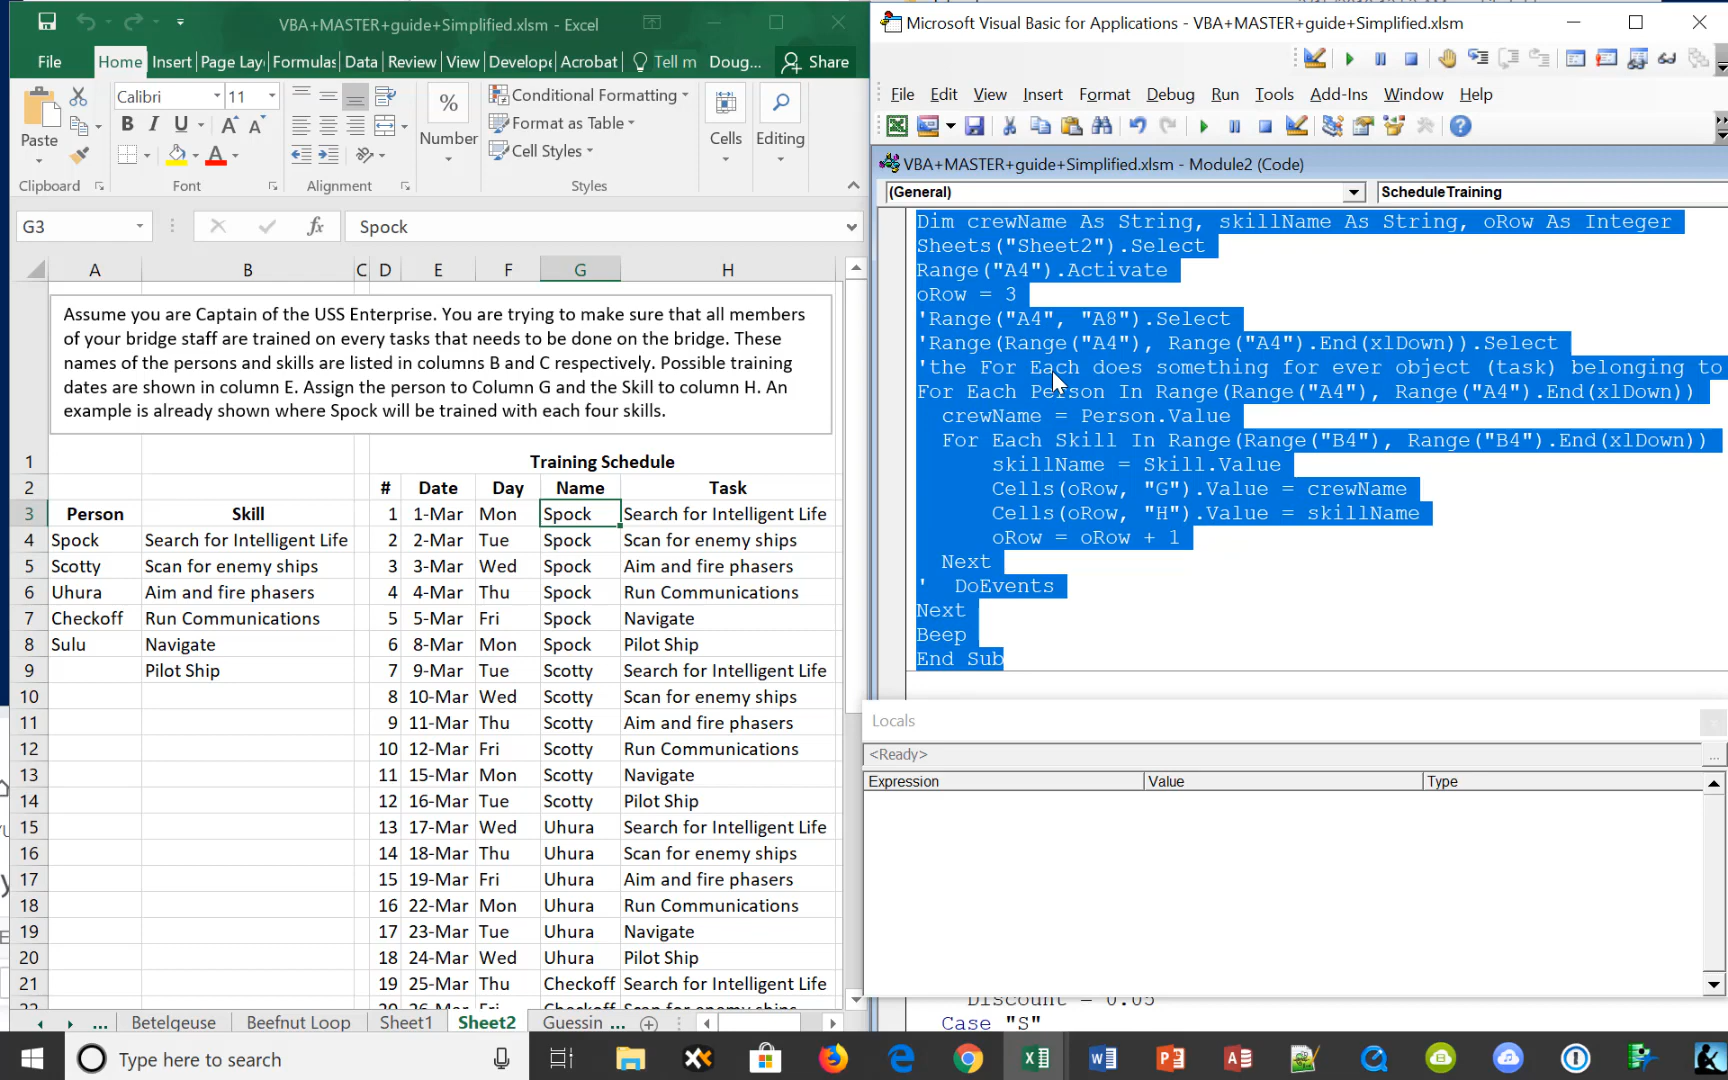 VBA+MASTER+guide+Simplified.xlsm - Excel
File Home Insert Page Lay Formulas Data Review View Develope Acrobat Tell m Doug... Share
Paste
Calibri 11
B I U A A
A
%
Number
Conditional Formatting
Format as Table
Cell Styles
Cells
Editing
Clipboard Font Alignment Styles
G3 fx Spock
A B C D E F G H
Assume you are Captain of the USS Enterprise. You are trying to make sure that all members
of your bridge staff are trained on every tasks that needs to be done on the bridge. These
names of the persons and skills are listed in columns B and C respectively. Possible training
dates are shown in column E. Assign the person to Column G and the Skill to column H. An
example is already shown where Spock will be trained with each four skills.
1 Training Schedule
2 # Date Day Name Task
3 Person Skill 1 1-Mar Mon Spock Search for Intelligent Life
4 Spock Search for Intelligent Life 2 2-Mar Tue Spock Scan for enemy ships
5 Scotty Scan for enemy ships 3 3-Mar Wed Spock Aim and fire phasers
6 Uhura Aim and fire phasers 4 4-Mar Thu Spock Run Communications
7 Checkoff Run Communications 5 5-Mar Fri Spock Navigate
8 Sulu Navigate 6 8-Mar Mon Spock Pilot Ship
9 Pilot Ship 7 9-Mar Tue Scotty Search for Intelligent Life
10 8 10-Mar Wed Scotty Scan for enemy ships
11 9 11-Mar Thu Scotty Aim and fire phasers
12 10 12-Mar Fri Scotty Run Communications
13 11 15-Mar Mon Scotty Navigate
14 12 16-Mar Tue Scotty Pilot Ship
15 13 17-Mar Wed Uhura Search for Intelligent Life
16 14 18-Mar Thu Uhura Scan for enemy ships
17 15 19-Mar Fri Uhura Aim and fire phasers
18 16 22-Mar Mon Uhura Run Communications
19 17 23-Mar Tue Uhura Navigate
20 18 24-Mar Wed Uhura Pilot Ship
21 19 25-Mar Thu Checkoff Search for Intelligent Life
22 20 26-Mar Fri Checkoff Scan for enemy ships
... Betelgeuse Beefnut Loop Sheet1 Sheet2 Guessin ...
Microsoft Visual Basic for Applications - VBA+MASTER+guide+Simplified.xlsm
File Edit View Insert Format Debug Run Tools Add-Ins Window Help
VBA+MASTER+guide+Simplified.xlsm - Module2 (Code)
(General) ScheduleTraining
Dim crewName As String, skillName As String, oRow As Integer
Sheets("Sheet2").Select
Range("A4").Activate
oRow = 3
'Range("A4", "A8").Select
'Range(Range("A4"), Range("A4").End(xlDown)).Select
'the For Each does something for ever object (task) belonging to
For Each Person In Range(Range("A4"), Range("A4").End(xlDown))
crewName = Person.Value
For Each Skill In Range(Range("B4"), Range("B4").End(xlDown))
skillName = Skill.Value
Cells(oRow, "G").Value = crewName
Cells(oRow, "H").Value = skillName
oRow = oRow + 1
Next
' DoEvents
Next
Beep
End Sub
Locals
<Ready>
...
Expression Value Type
Discount = 0.05
Case "S"
Type here to search